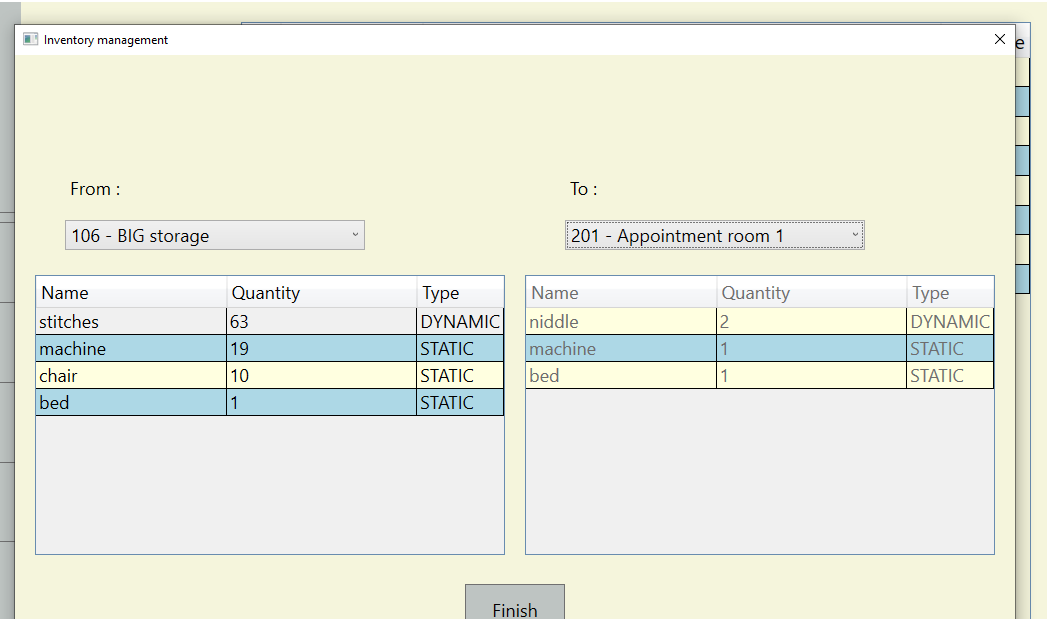 Inventory management
e
From :
To :
106 - BIG storage
201 - Appointment room 1
Name Quantity Type
stitches 63 DYNAMIC
machine 19 STATIC
chair 10 STATIC
bed 1 STATIC
Name Quantity Type
niddle 2 DYNAMIC
machine 1 STATIC
bed 1 STATIC
Finish